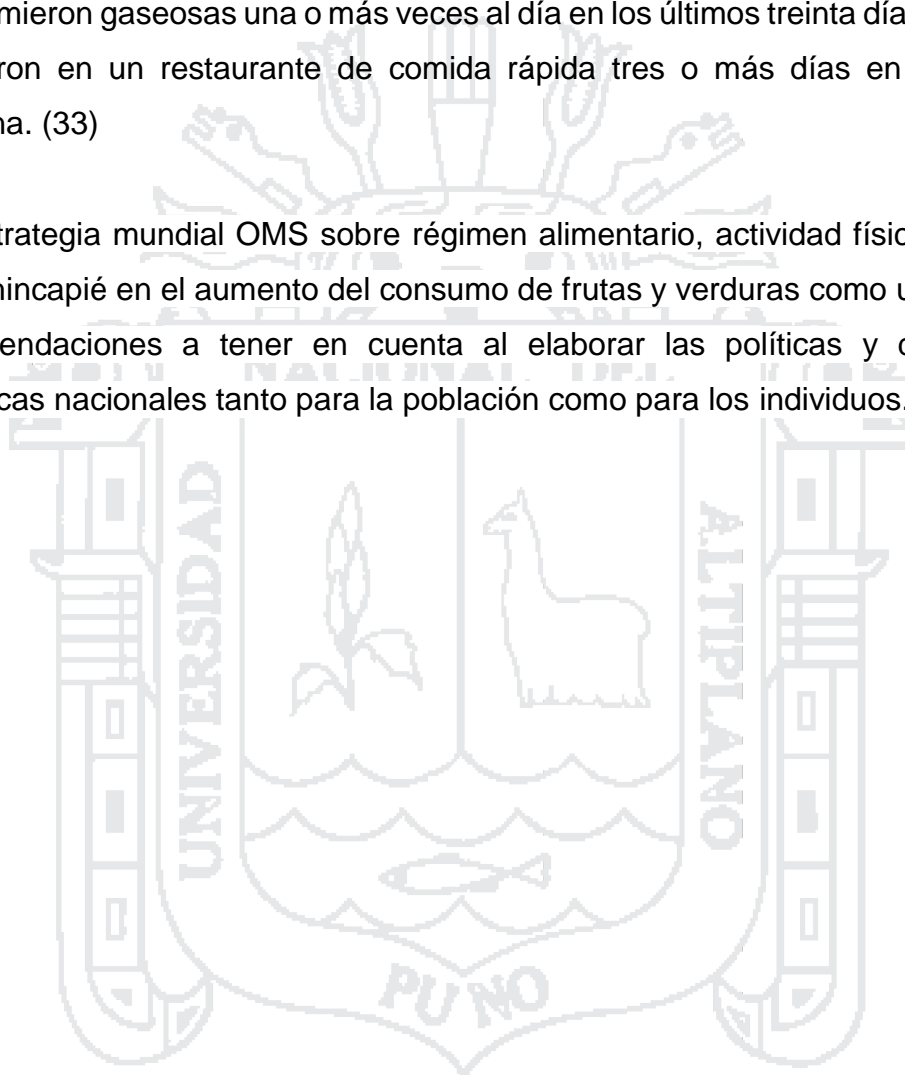 mieron gaseosas una o más veces al día en los últimos treinta día
ron en un restaurante de comida rápida tres o más días en
na. (33)
trategia mundial OMS sobre régimen alimentario, actividad físic
hincapié en el aumento del consumo de frutas y verduras como u
endaciones a tener en cuenta al elaborar las políticas y
cas nacionales tanto para la población como para los individuos.
UNIVERSIDAD
ALTIPLANO
PUNO